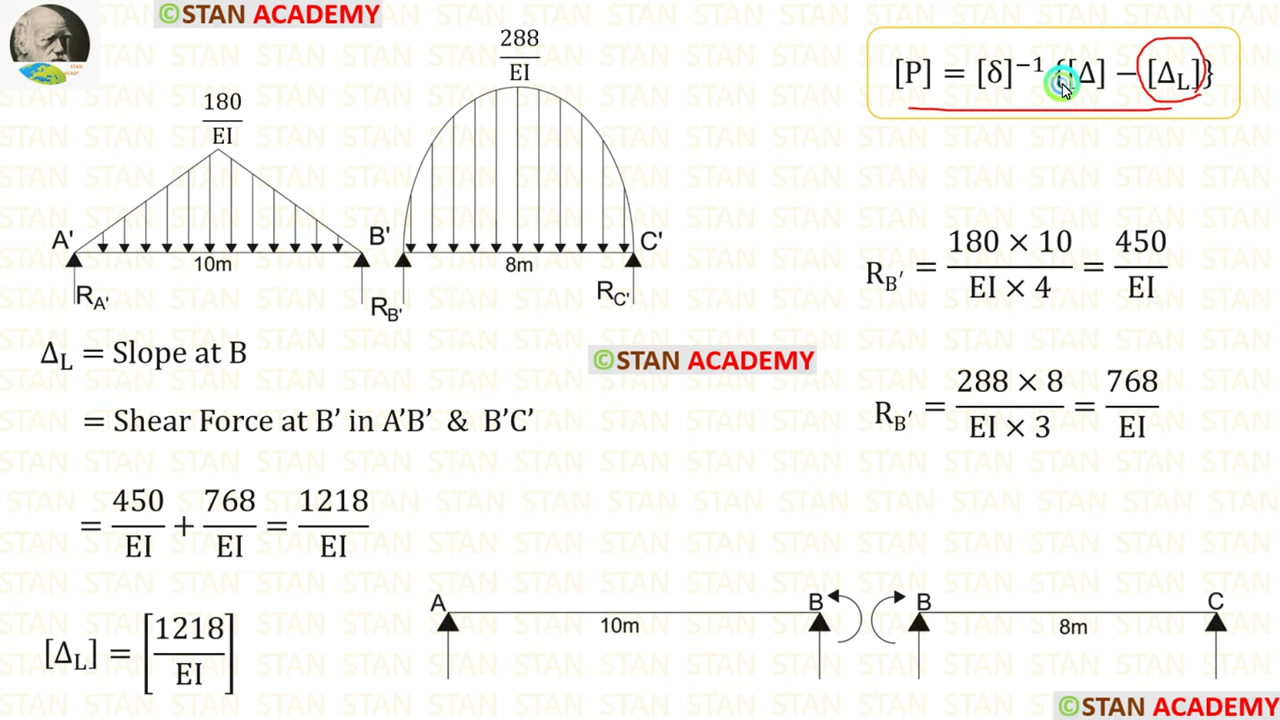 ©STAN ACADEMY
STAN ACADEMY
288
EI
[P] = [δ]⁻¹ {[Δ] − [Δ_L]}
180
EI
A'
B'
C'
10m
8m
R_A'
R_B'
R_C'
R_B' = 180 × 10 / EI × 4 = 450 / EI
Δ_L = Slope at B
©STAN ACADEMY
= Shear Force at B' in A'B' & B'C'
R_B' = 288 × 8 / EI × 3 = 768 / EI
= 450 / EI + 768 / EI = 1218 / EI
A
B
B
C
10m
8m
[Δ_L] = [1218 / EI]
©STAN ACADEMY